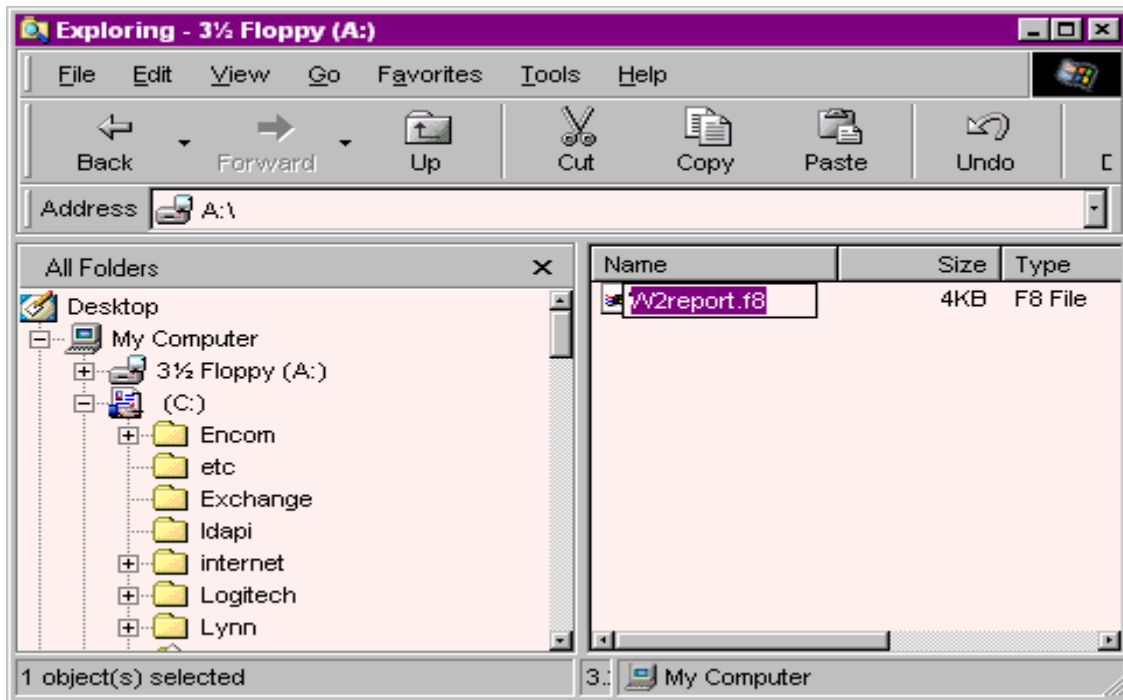 Exploring - 3½ Floppy (A:)
File Edit View Go Favorites Tools Help
Back Forward Up Cut Copy Paste Undo
Address A:\
All Folders
Name Size Type
W2report.f8 4KB F8 File
Desktop
My Computer
3½ Floppy (A:)
(C:)
Encom
etc
Exchange
Idapi
internet
Logitech
Lynn
1 object(s) selected
3.: My Computer